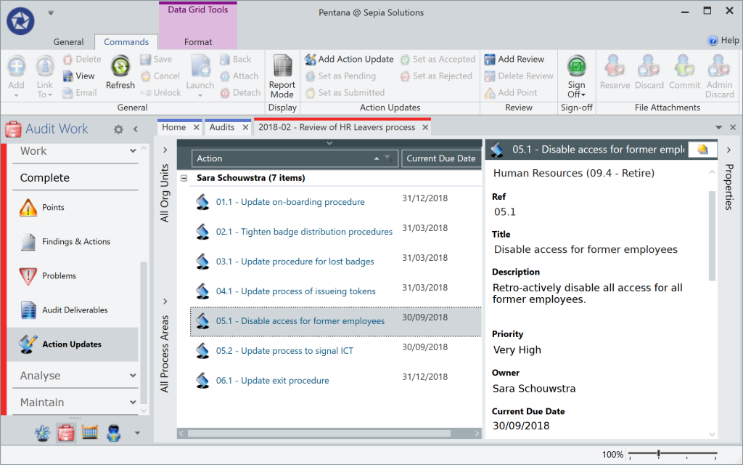 Data Grid Tools
Pentana @ Sepia Solutions
General
Commands
Format
Help
Add
Link To
Delete
View
Email
Refresh
Save
Cancel
Unlock
Launch
Back
Attach
Detach
General
Report Mode
Display
Add Action Update
Set as Pending
Set as Submitted
Set as Accepted
Set as Rejected
Action Updates
Add Review
Delete Review
Add Point
Review
Sign Off
Sign-off
Reserve
Discard
Commit
Admin Discard
File Attachments
Audit Work
Home
Audits
2018-02 - Review of HR Leavers process
Work
Complete
Points
Findings & Actions
Problems
Audit Deliverables
Action Updates
Analyse
Maintain
All Org Units
All Process Areas
Action
Current Due Date
Sara Schouwstra (7 items)
01.1 - Update on-boarding procedure 31/12/2018
02.1 - Tighten badge distribution procedures 31/03/2018
03.1 - Update procedure for lost badges 31/03/2018
04.1 - Update process of issueing tokens 31/03/2018
05.1 - Disable access for former employees 30/09/2018
05.2 - Update process to signal ICT 30/09/2018
06.1 - Update exit procedure 31/12/2018
05.1 - Disable access for former emplo
Human Resources (09.4 - Retire)
Ref
05.1
Title
Disable access for former employees
Description
Retro-actively disable all access for all
former employees.
Priority
Very High
Owner
Sara Schouwstra
Current Due Date
30/09/2018
Properties
100%